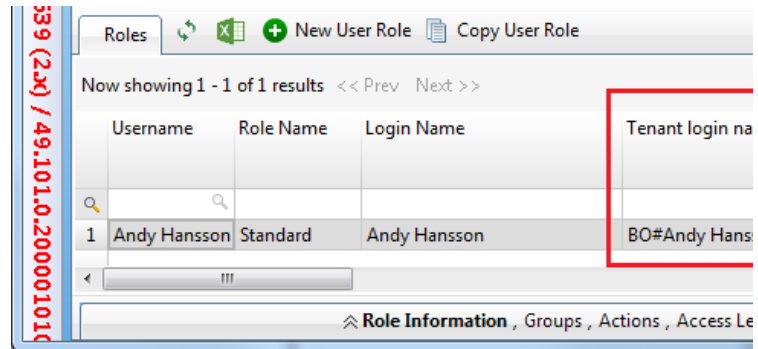 539 (2.x) / 49.101.0.200001010
Roles New User Role Copy User Role
Now showing 1 - 1 of 1 results << Prev Next >>
Username Role Name Login Name Tenant login na
1 Andy Hansson Standard Andy Hansson BO#Andy Hans
Role Information , Groups , Actions , Access Le